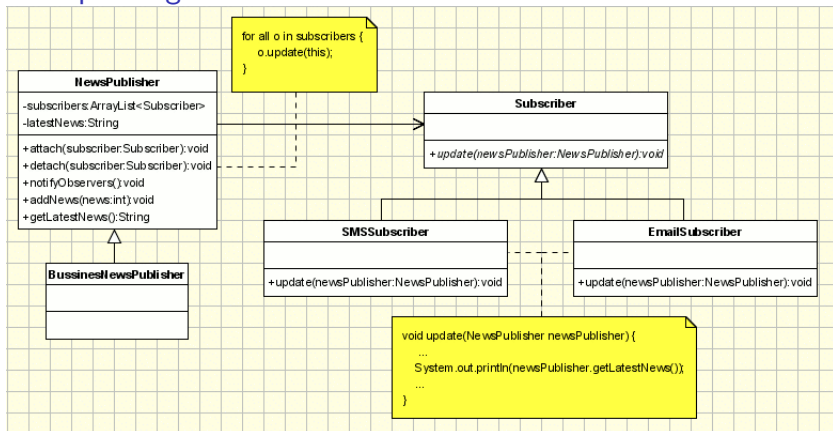 for all o in subscribers {
o.update(this);
}
NewsPublisher
-subscribers:ArrayList<Subscriber>
-latestNews:String
+attach(subscriber:Subscriber):void
+detach(subscriber:Subscriber):void
+notifyObservers():void
+addNews(news:int):void
+getLatestNews():String
BussinesNewsPublisher
Subscriber
+update(newsPublisher:NewsPublisher):void
SMSSubscriber
+update(newsPublisher:NewsPublisher):void
EmailSubscriber
+update(newsPublisher:NewsPublisher):void
void update(NewsPublisher newsPublisher) {
...
System.out.println(newsPublisher.getLatestNews());
...
}